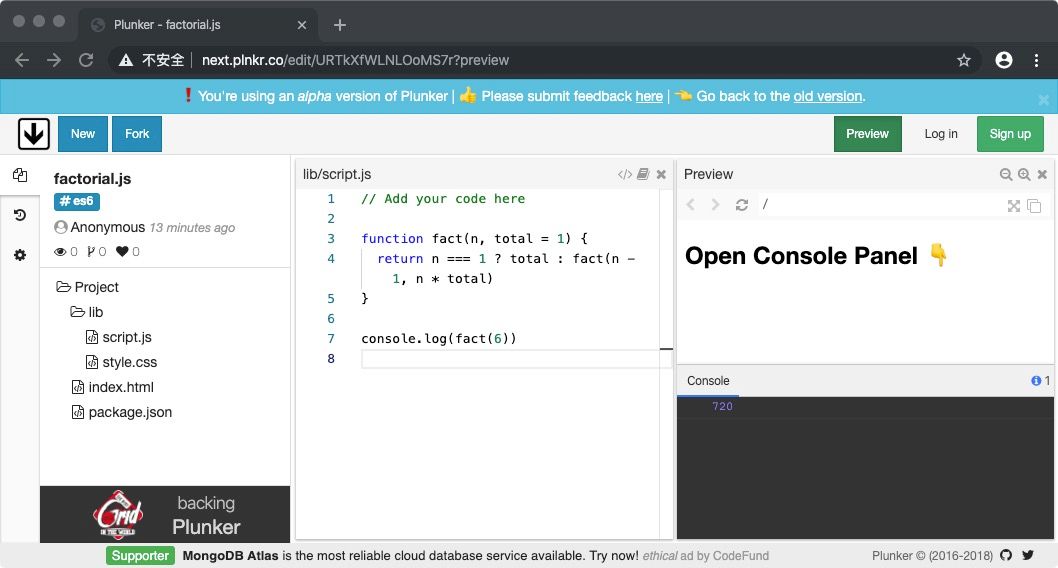 Plunker - factorial.js
不安全 | next.plnkr.co/edit/URTkXfWLNLOoMS7r?preview
❗ You're using an alpha version of Plunker | 👍 Please submit feedback here | 👈 Go back to the old version.
New
Fork
Preview
Log in
Sign up
factorial.js
#es6
Anonymous 13 minutes ago
0 0 0
Project
lib
script.js
style.css
index.html
package.json
Grid
IN THE WORLD
backing
Plunker
lib/script.js
1 // Add your code here
2
3 function fact(n, total = 1) {
4 return n === 1 ? total : fact(n -
1, n * total)
5 }
6
7 console.log(fact(6))
8
Preview
/
Open Console Panel 👇
Console
1
720
Supporter MongoDB Atlas is the most reliable cloud database service available. Try now! ethical ad by CodeFund
Plunker © (2016-2018)